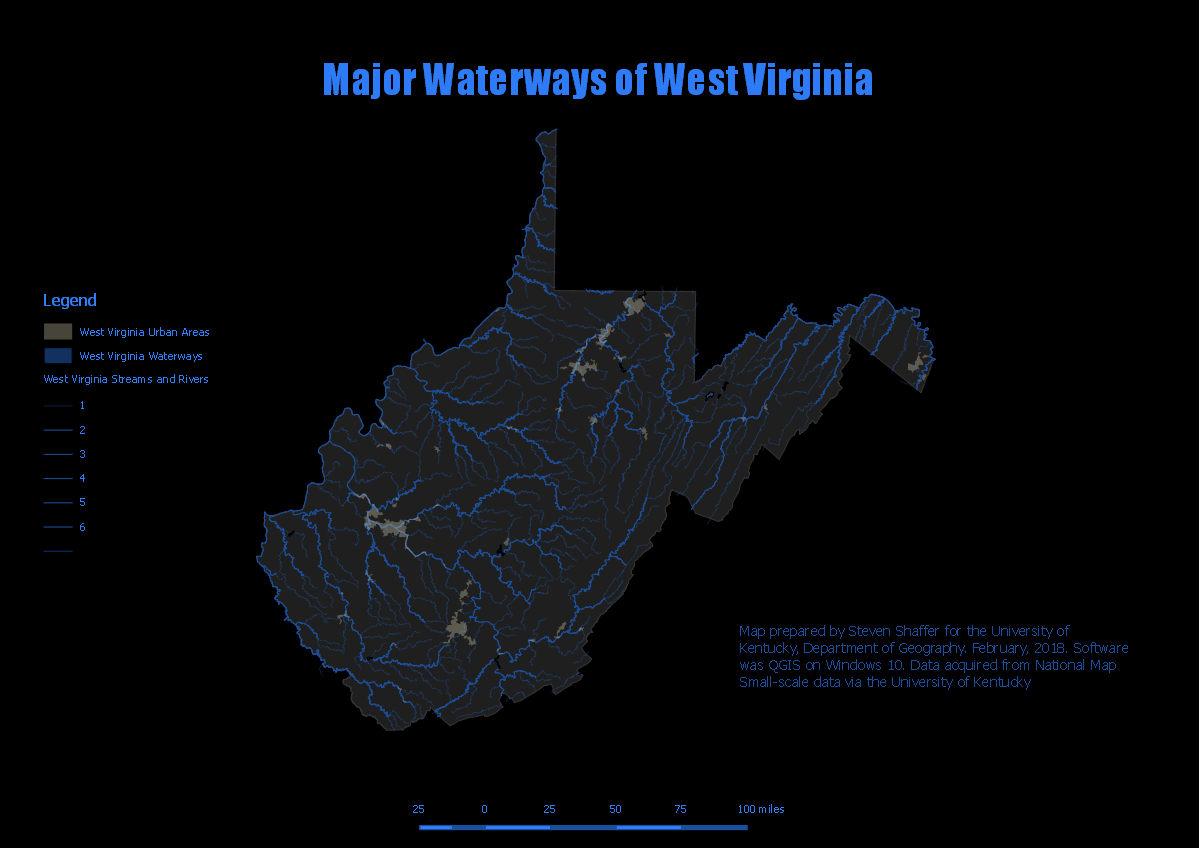 Major Waterways of West Virginia
Legend
West Virginia Urban Areas
West Virginia Waterways
West Virginia Streams and Rivers
1
2
3
4
5
6
Map prepared by Steven Shaffer for the University of
Kentucky, Department of Geography. February, 2018. Software
was QGIS on Windows 10. Data acquired from National Map
Small-scale data via the University of Kentucky
25 0 25 50 75 100 miles